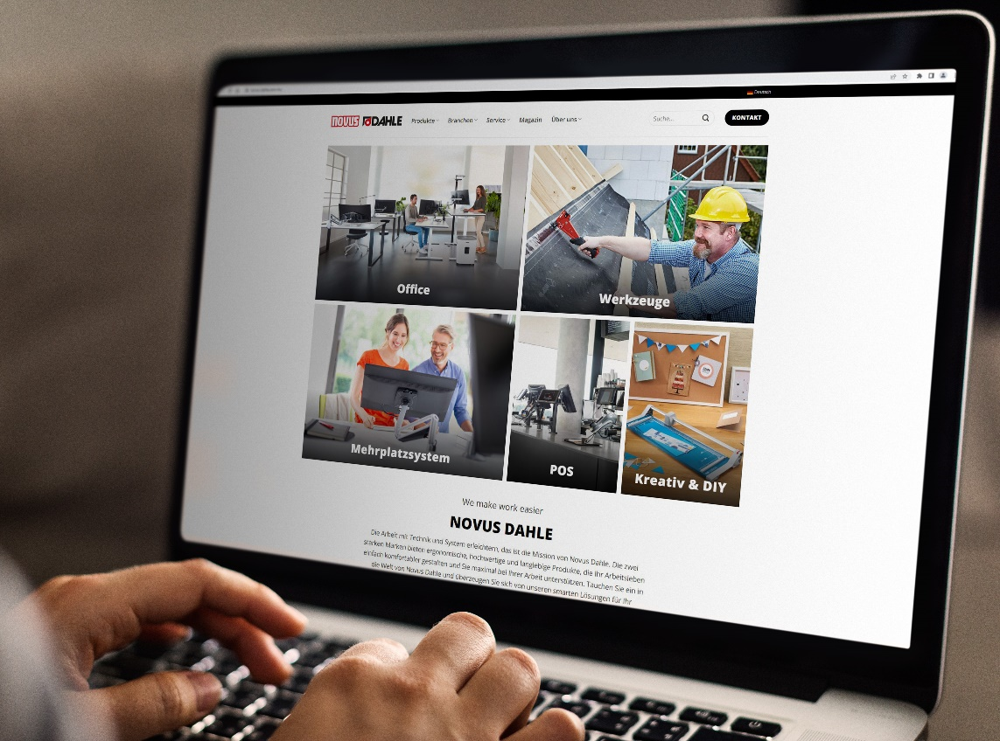 Deutsch
NOVUS DAHLE Produkte Branchen Service Magazin Über uns Suche... KONTAKT
Office
Werkzeuge
Mehrplatzsystem
POS
Kreativ & DIY
We make work easier
NOVUS DAHLE
Die Arbeit mit Technik und System erleichtern, das ist die Mission von Novus Dahle. Die zwei
starken Marken bieten ergonomische, hochwertige und langlebige Produkte, die Ihr Arbeitsleben
einfach komfortabler gestalten und Sie maximal bei Ihrer Arbeit unterstützen. Tauchen Sie ein in
die Welt von Novus Dahle und überzeugen Sie sich von unseren smarten Lösungen für Ihr